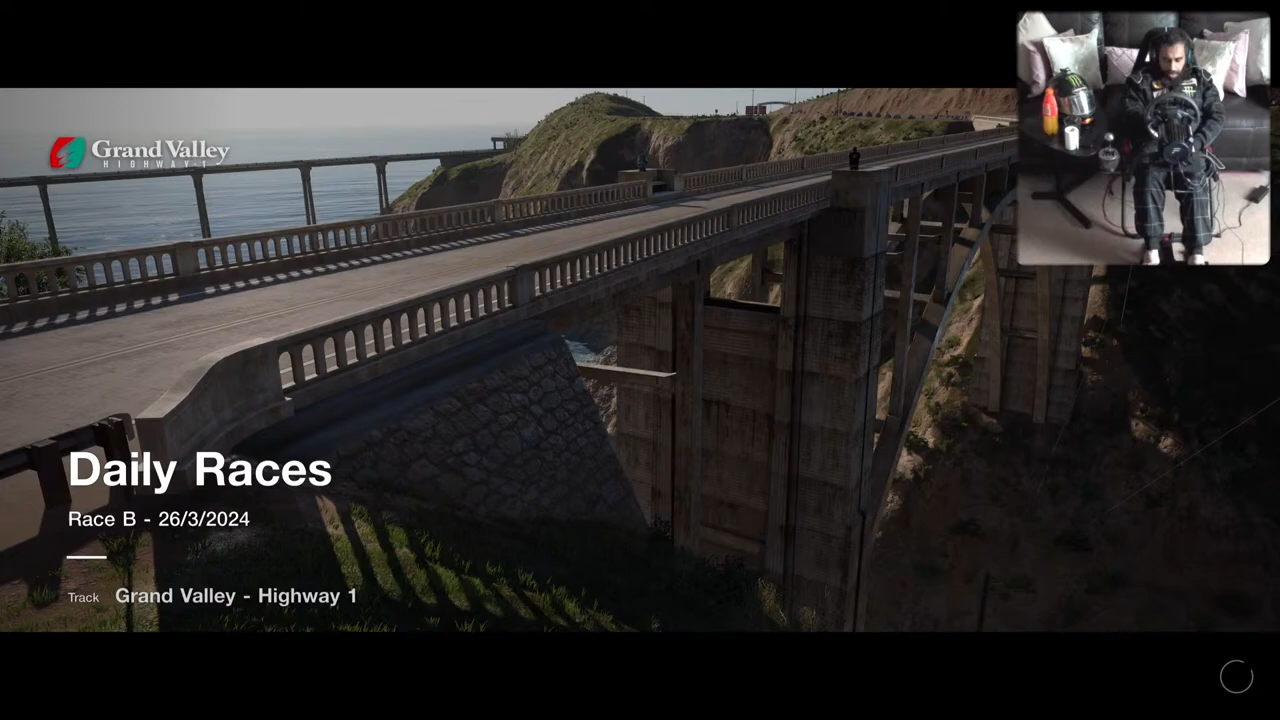 Grand Valley
HIGHWAY·1
Daily Races
Race B - 26/3/2024
Track Grand Valley - Highway 1